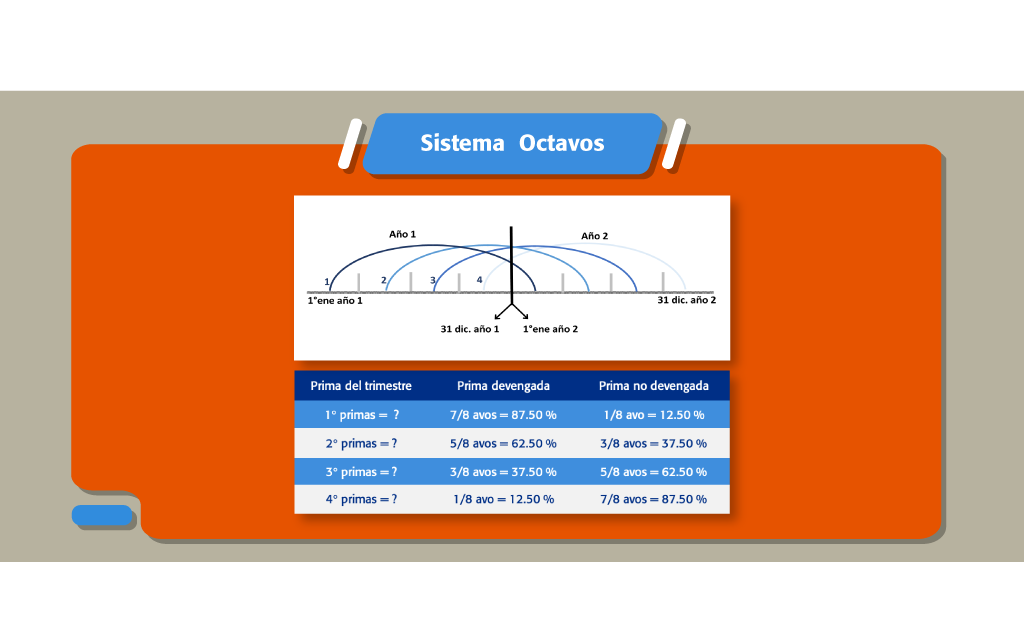 Sistema Octavos
Año 1
Año 2
1 2 3 4
1°ene año 1
31 dic. año 2
31 dic. año 1 1°ene año 2
Prima del trimestre Prima devengada Prima no devengada
1° primas = ? 7/8 avos = 87.50 % 1/8 avo = 12.50 %
2° primas = ? 5/8 avos = 62.50 % 3/8 avos = 37.50 %
3° primas = ? 3/8 avos = 37.50 % 5/8 avos = 62.50 %
4° primas = ? 1/8 avo = 12.50 % 7/8 avos = 87.50 %